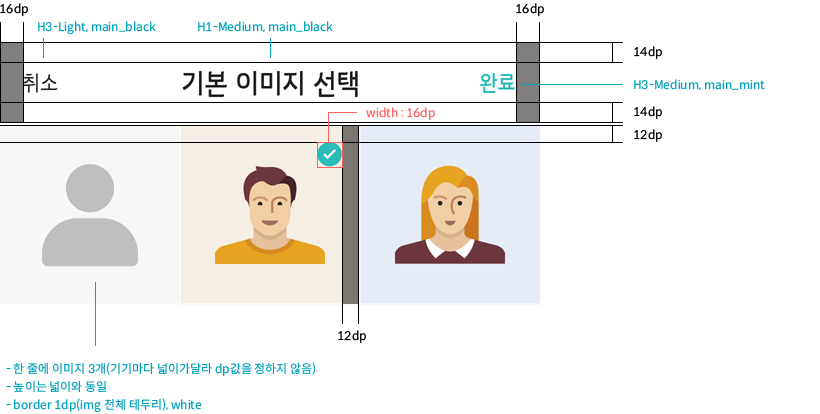 16dp
16dp
H3-Light, main_black
H1-Medium, main_black
14dp
취소
기본 이미지 선택
완료
H3-Medium, main_mint
width : 16dp
14dp
12dp
12dp
- 한 줄에 이미지 3개(기기마다 넓이가달라 dp값을 정하지 않음)
- 높이는 넓이와 동일
- border 1dp(img 전체 테두리), white